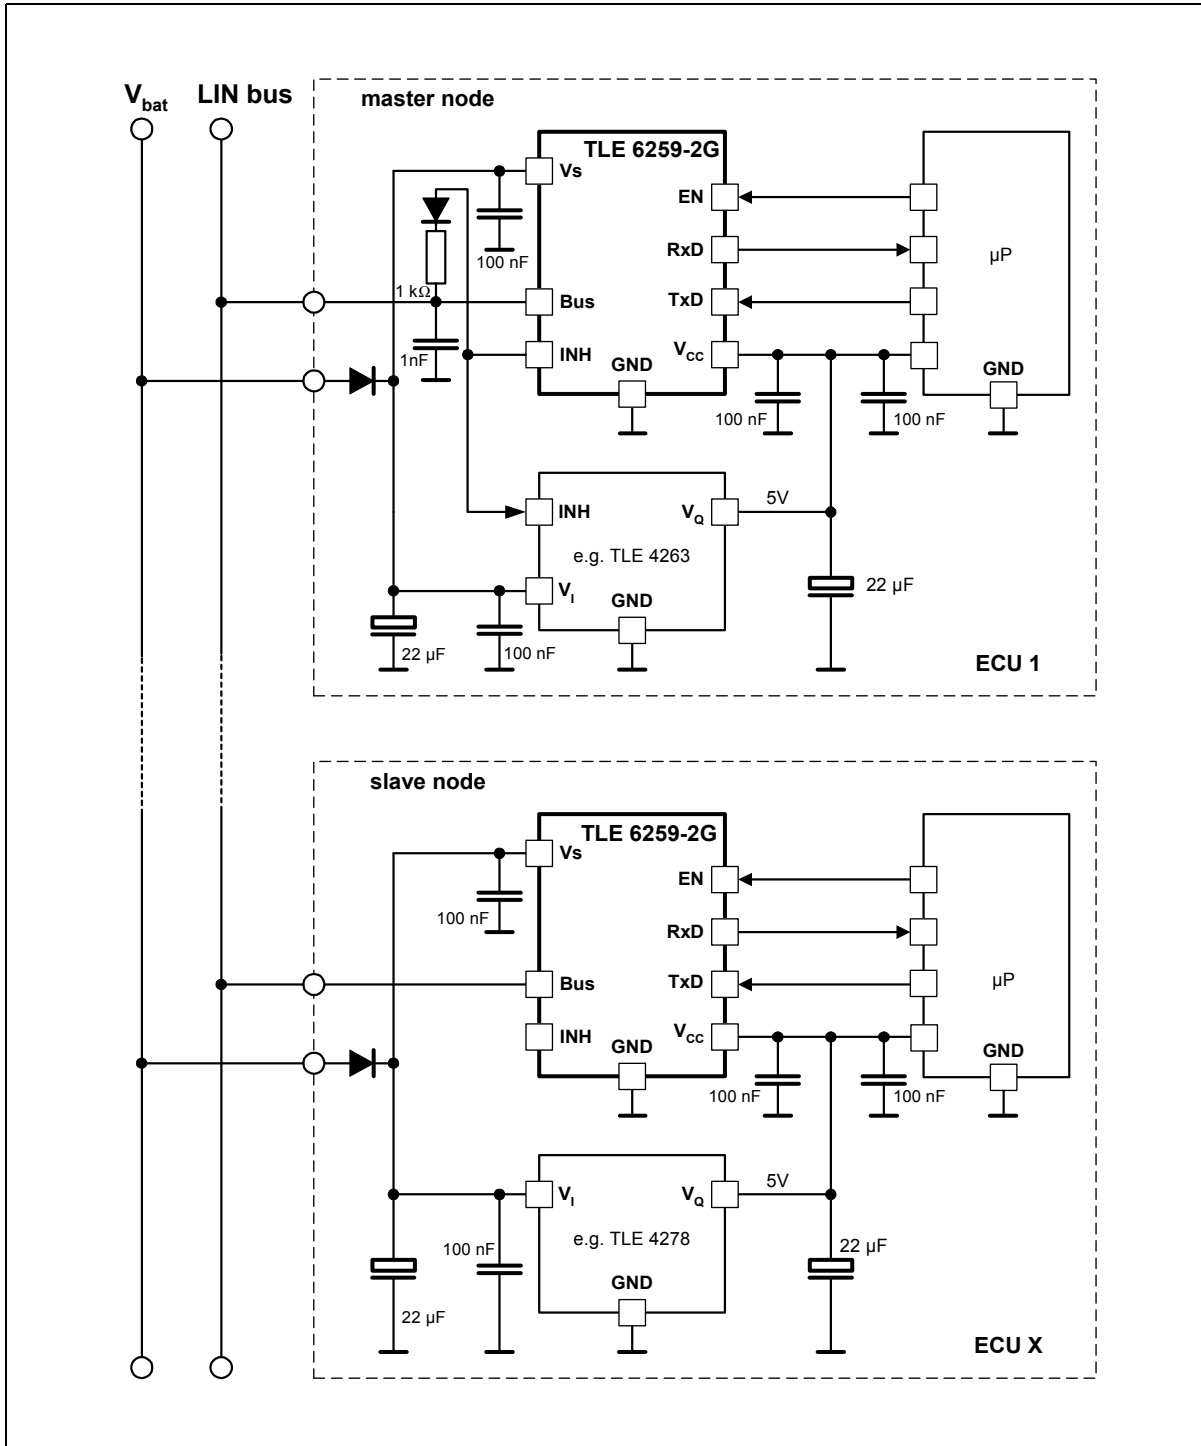 V_bat
LIN bus
master node
TLE 6259-2G
Vs
EN
100 nF
RxD
µP
1 kΩ
Bus
TxD
1nF
INH
V_CC
GND
GND
100 nF
100 nF
INH
V_Q
5V
e.g. TLE 4263
V_I
GND
22 µF
22 µF
100 nF
ECU 1
slave node
TLE 6259-2G
Vs
EN
100 nF
RxD
Bus
TxD
µP
INH
V_CC
GND
GND
100 nF
100 nF
V_I
V_Q
5V
100 nF
e.g. TLE 4278
22 µF
GND
22 µF
ECU X